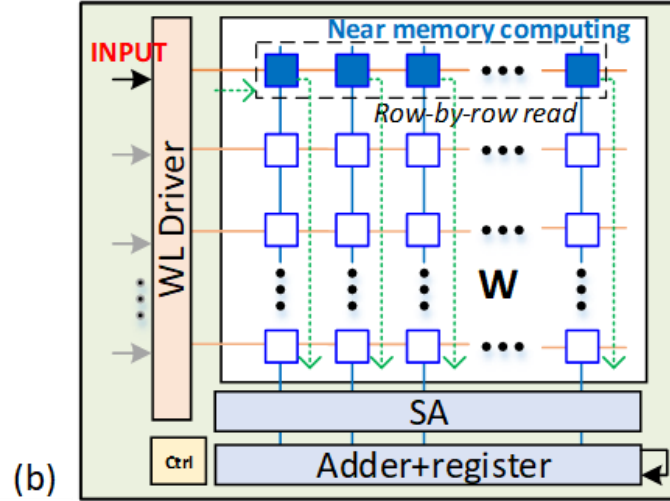 Near memory computing
INPUT
Row-by-row read
WL Driver
W
SA
Ctrl
Adder+register
(b)